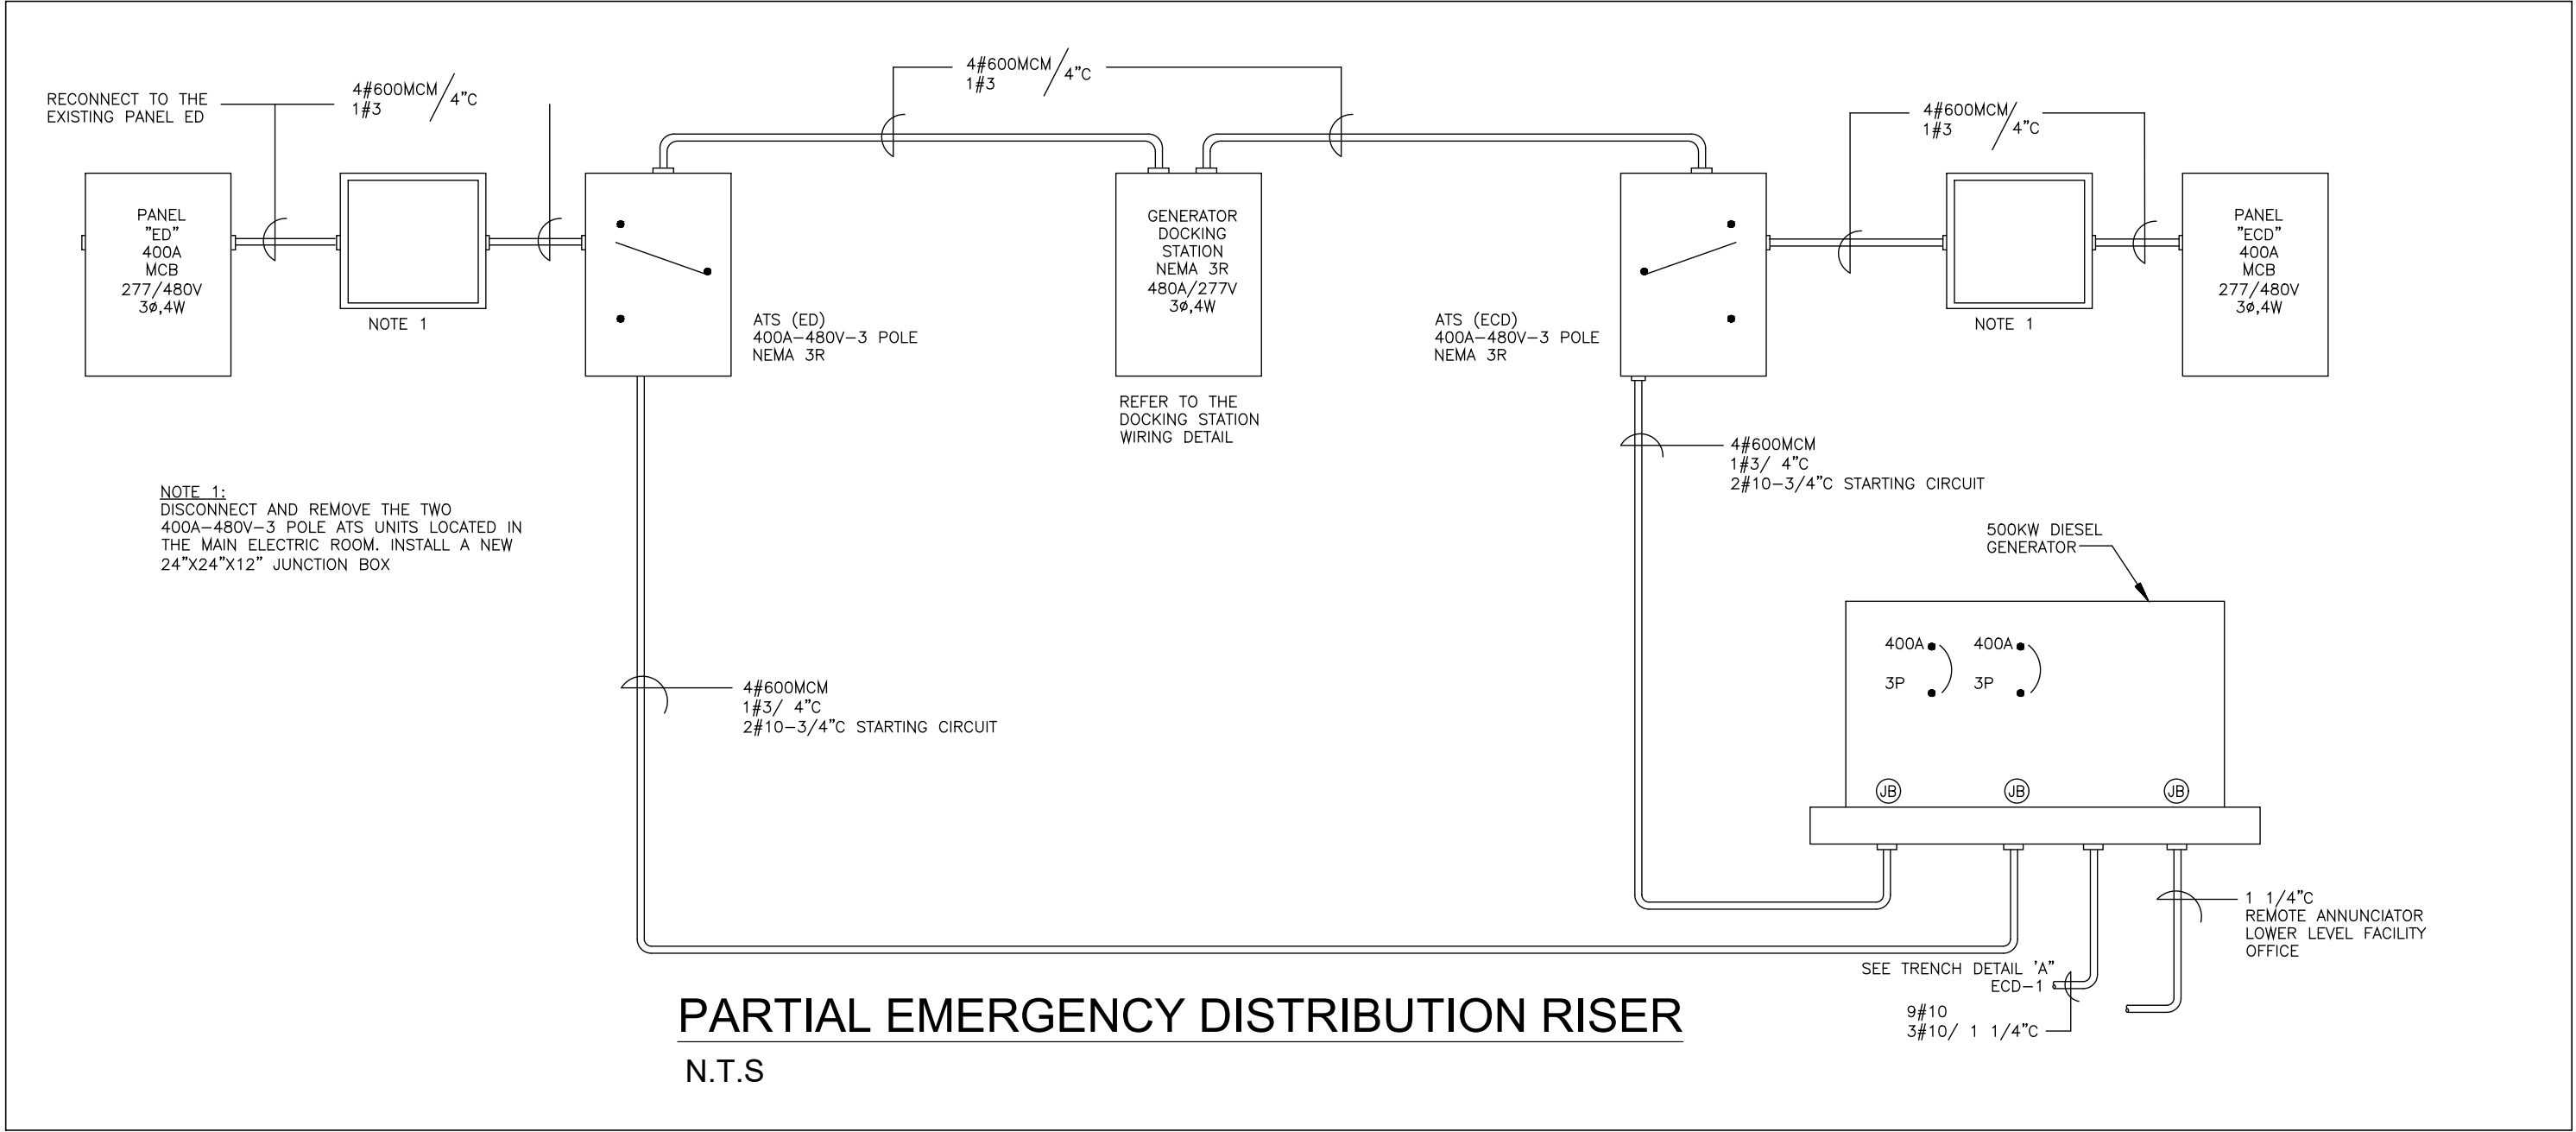 RECONNECT TO THE
EXISTING PANEL ED
4#600MCM/4"C
1#3
4#600MCM/4"C
1#3
4#600MCM/4"C
1#3
PANEL
"ED"
400A
MCB
277/480V
3ø,4W
NOTE 1
ATS (ED)
400A-480V-3 POLE
NEMA 3R
GENERATOR
DOCKING
STATION
NEMA 3R
480A/277V
3ø,4W
REFER TO THE
DOCKING STATION
WIRING DETAIL
ATS (ECD)
400A-480V-3 POLE
NEMA 3R
NOTE 1
PANEL
"ECD"
400A
MCB
277/480V
3ø,4W
NOTE 1:
DISCONNECT AND REMOVE THE TWO
400A-480V-3 POLE ATS UNITS LOCATED IN
THE MAIN ELECTRIC ROOM. INSTALL A NEW
24"X24"X12" JUNCTION BOX
4#600MCM
1#3/ 4"C
2#10-3/4"C STARTING CIRCUIT
4#600MCM
1#3/ 4"C
2#10-3/4"C STARTING CIRCUIT
500KW DIESEL
GENERATOR
400A
3P
400A
3P
JB
JB
JB
1 1/4"C
REMOTE ANNUNCIATOR
LOWER LEVEL FACILITY
OFFICE
SEE TRENCH DETAIL 'A"
ECD-1
9#10
3#10/ 1 1/4"C
PARTIAL EMERGENCY DISTRIBUTION RISER
N.T.S